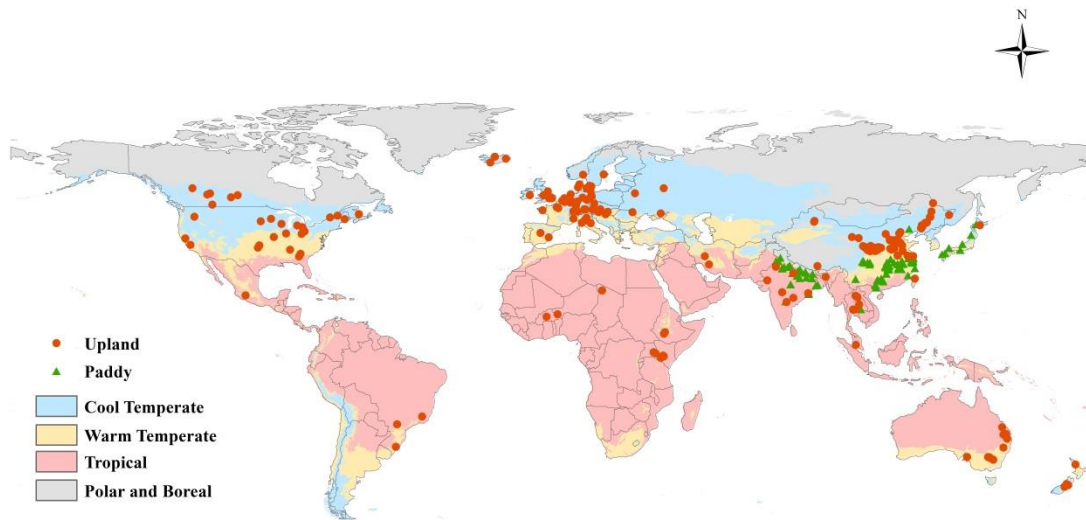 N
Upland
Paddy
Cool Temperate
Warm Temperate
Tropical
Polar and Boreal